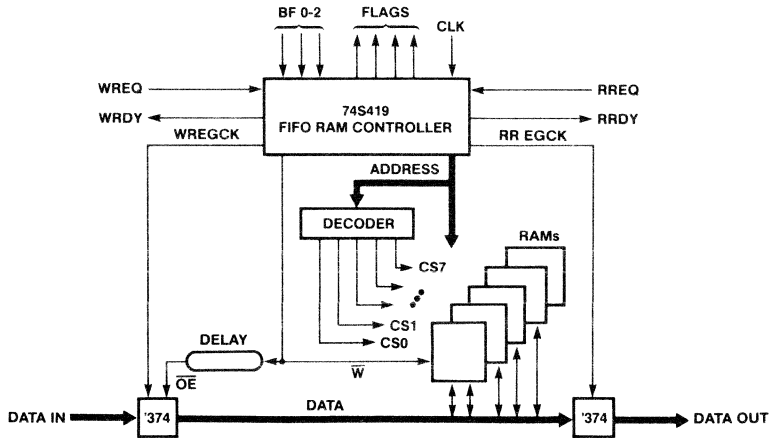 BF 0-2
FLAGS
CLK
WREQ
RREQ
74S419
FIFO RAM CONTROLLER
WRDY
RRDY
WREGCK
RR EGCK
ADDRESS
DECODER
RAMs
CS7
CS1
CS0
DELAY
OE
W
DATA
DATA IN
'374
'374
DATA OUT